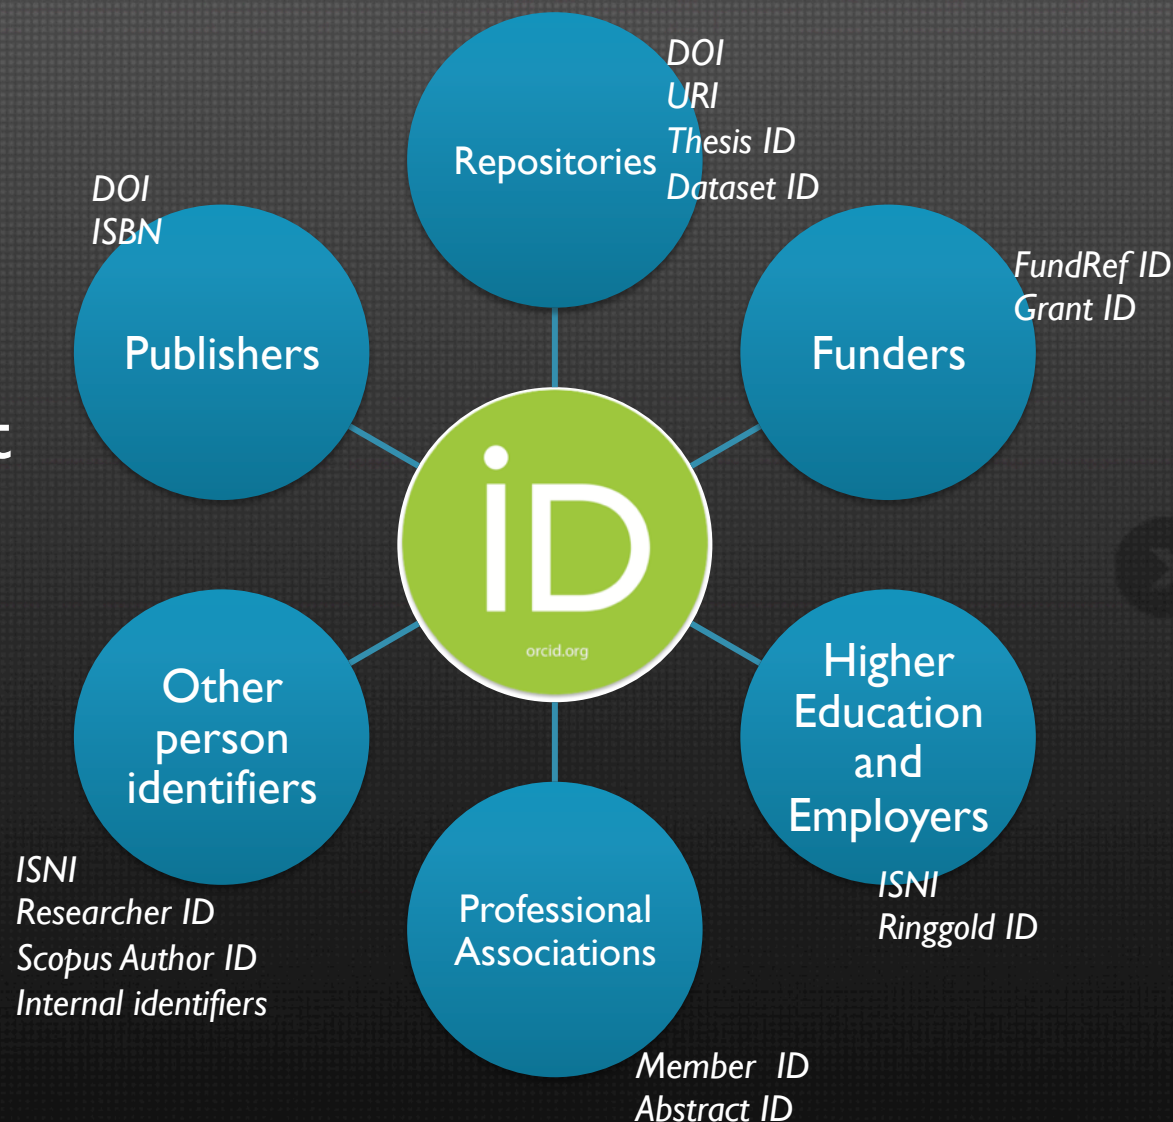 DOI
URI
Thesis ID
Dataset ID
Repositories
DOI
ISBN
Publishers
FundRef ID
Grant ID
Funders
t
iD
orcid.org
Other
person
identifiers
ISNI
Researcher ID
Scopus Author ID
Internal identifiers
Higher
Education
and
Employers
ISNI
Ringgold ID
Professional
Associations
Member ID
Abstract ID